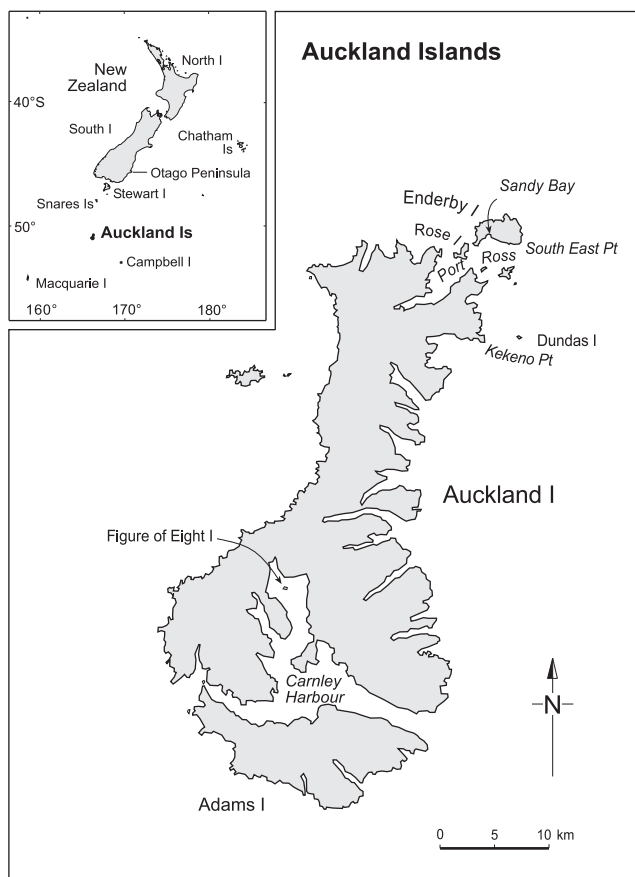 Auckland Islands
New
Zealand
North I
40°S
South I
Chatham
Is
Otago Peninsula
Stewart I
Snares Is
50°
Auckland Is
Campbell I
Macquarie I
160°
170°
180°
Sandy Bay
Enderby I
Rose I
South East Pt
Port Ross
Dundas I
Kekeno Pt
Auckland I
Figure of Eight I
Carnley
Harbour
N
Adams I
0 5 10 km